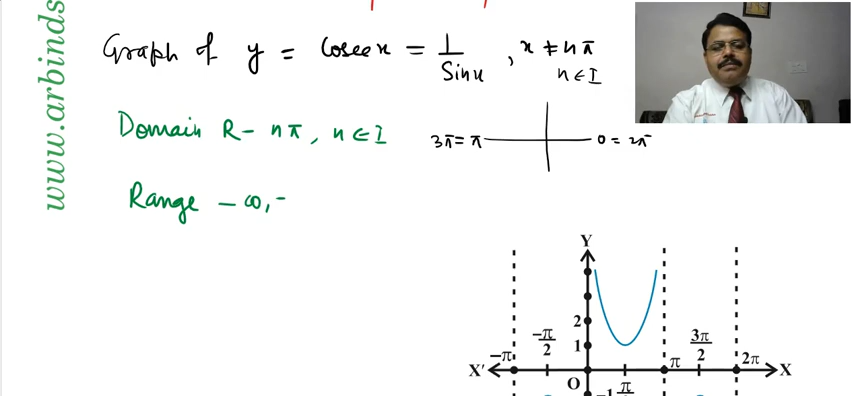 www.arbinds
Graph of y = Cosec x = 1/Sin x , x ≠ nπ
n ∈ I
Domain R - nπ , n ∈ I
3π = π
0 = 2π
Range - ∞, -
Y
2
1
-π
-π/2
3π/2
π
2π
X'
X
O
-1
π